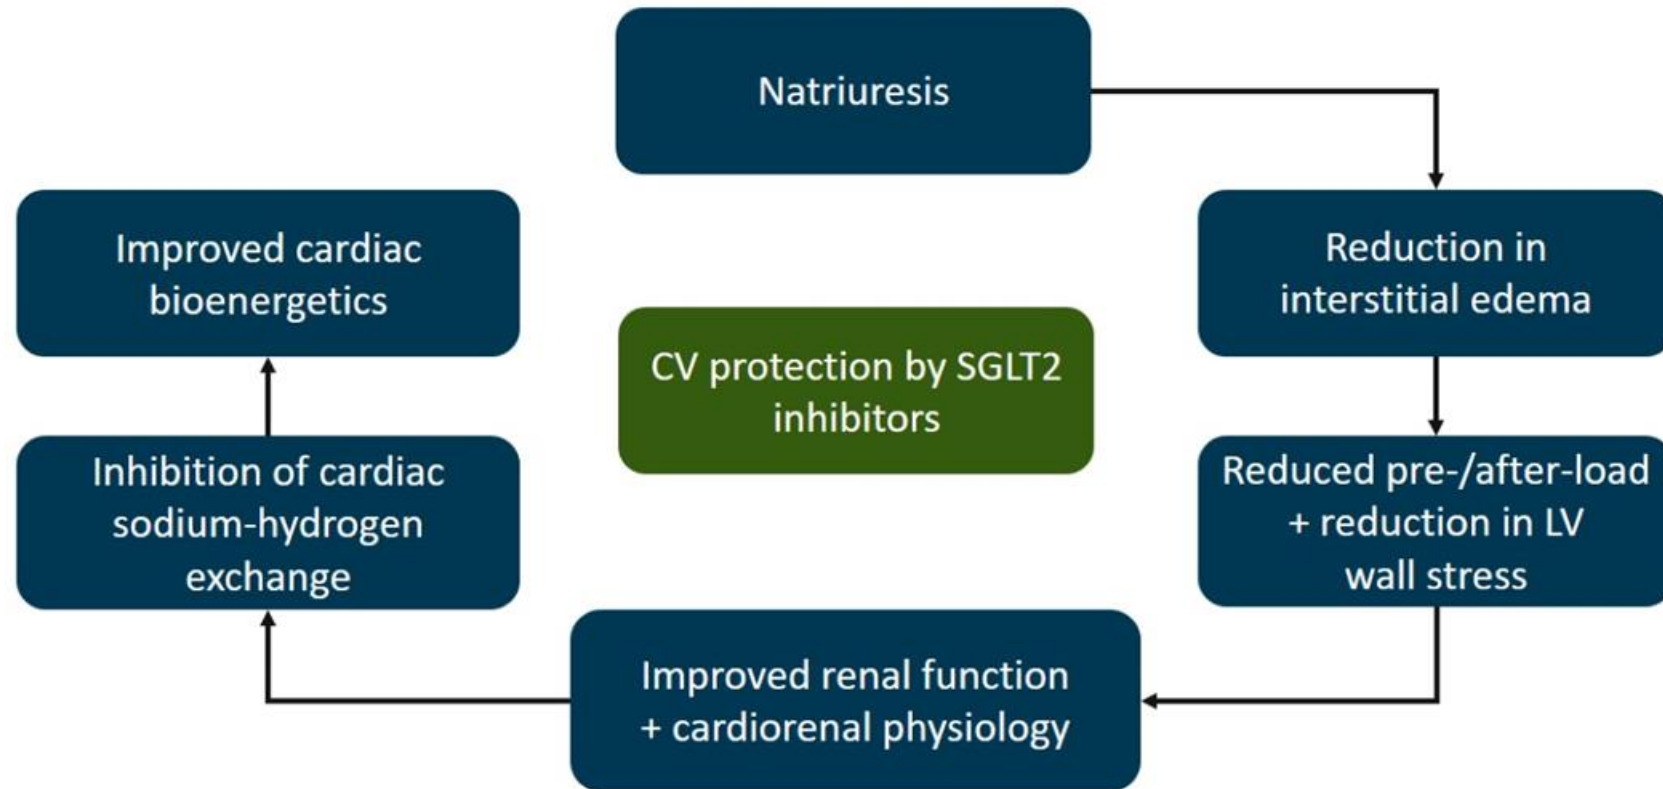 Natriuresis
Reduction in
interstitial edema
Reduced pre-/after-load
+ reduction in LV
wall stress
Improved renal function
+ cardiorenal physiology
Inhibition of cardiac
sodium-hydrogen
exchange
Improved cardiac
bioenergetics
CV protection by SGLT2
inhibitors